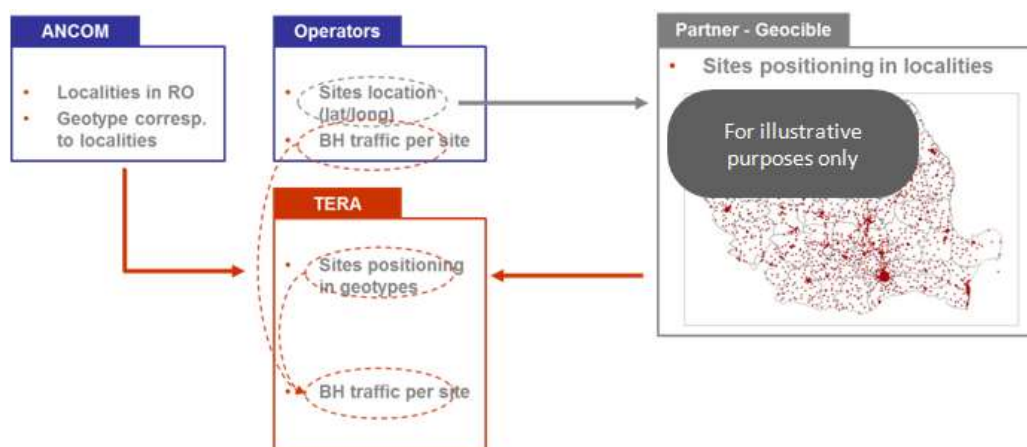 ANCOM
• Localities in RO
• Geotype corresp.
to localities
Operators
• Sites location
(lat/long)
• BH traffic per site
Partner - Geocible
• Sites positioning in localities
For illustrative
purposes only
TERA
• Sites positioning
in geotypes
• BH traffic per site